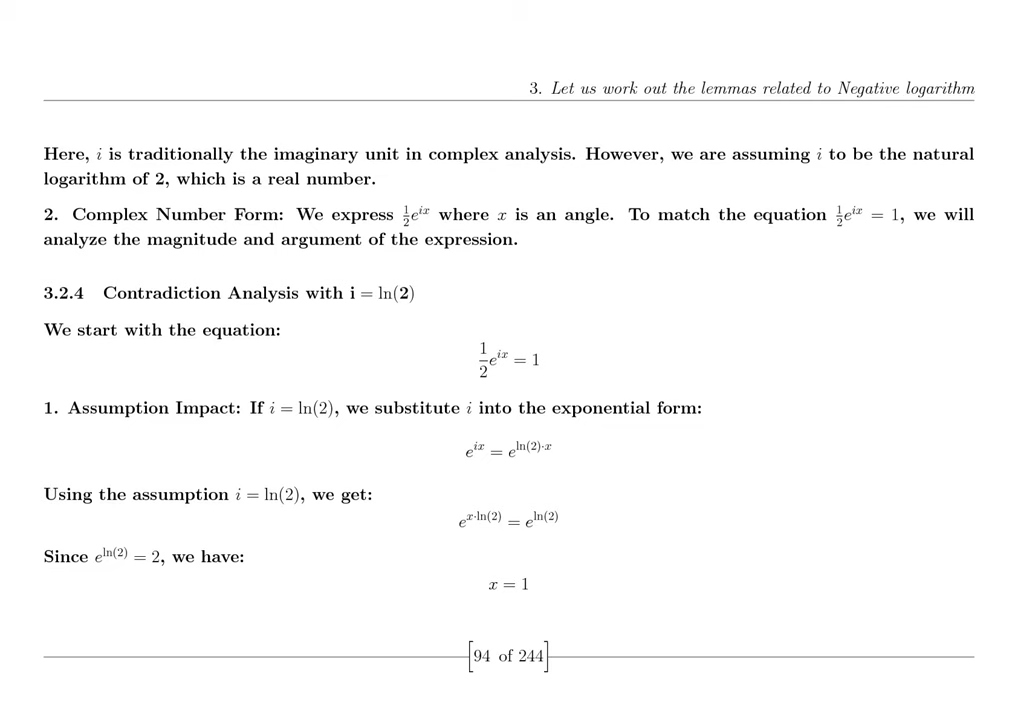 3. Let us work out the lemmas related to Negative logarithm
Here, i is traditionally the imaginary unit in complex analysis. However, we are assuming i to be the natural
logarithm of 2, which is a real number.
2. Complex Number Form: We express ½e^{ix} where x is an angle. To match the equation ½e^{ix} = 1, we will
analyze the magnitude and argument of the expression.
3.2.4 Contradiction Analysis with i = ln(2)
We start with the equation:
½e^{ix} = 1
1. Assumption Impact: If i = ln(2), we substitute i into the exponential form:
e^{ix} = e^{ln(2)·x}
Using the assumption i = ln(2), we get:
e^{x·ln(2)} = e^{ln(2)}
Since e^{ln(2)} = 2, we have:
x = 1
[94 of 244]